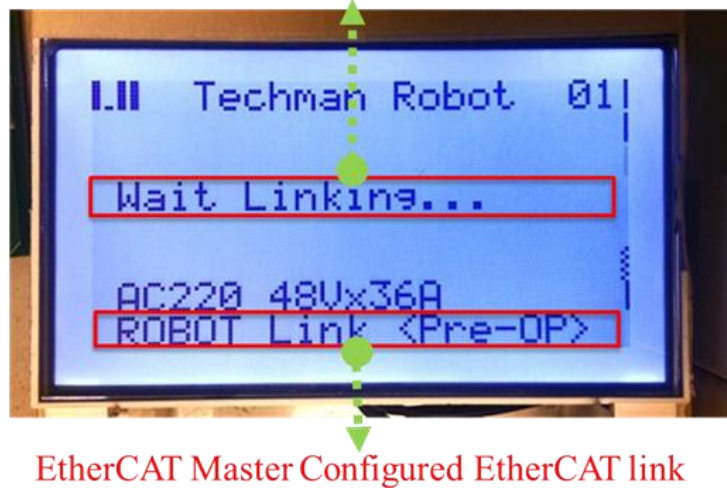 Techman Robot 01
Wait Linking...
AC220 48Vx36A
ROBOT Link <Pre-OP>
EtherCAT Master Configured EtherCAT link